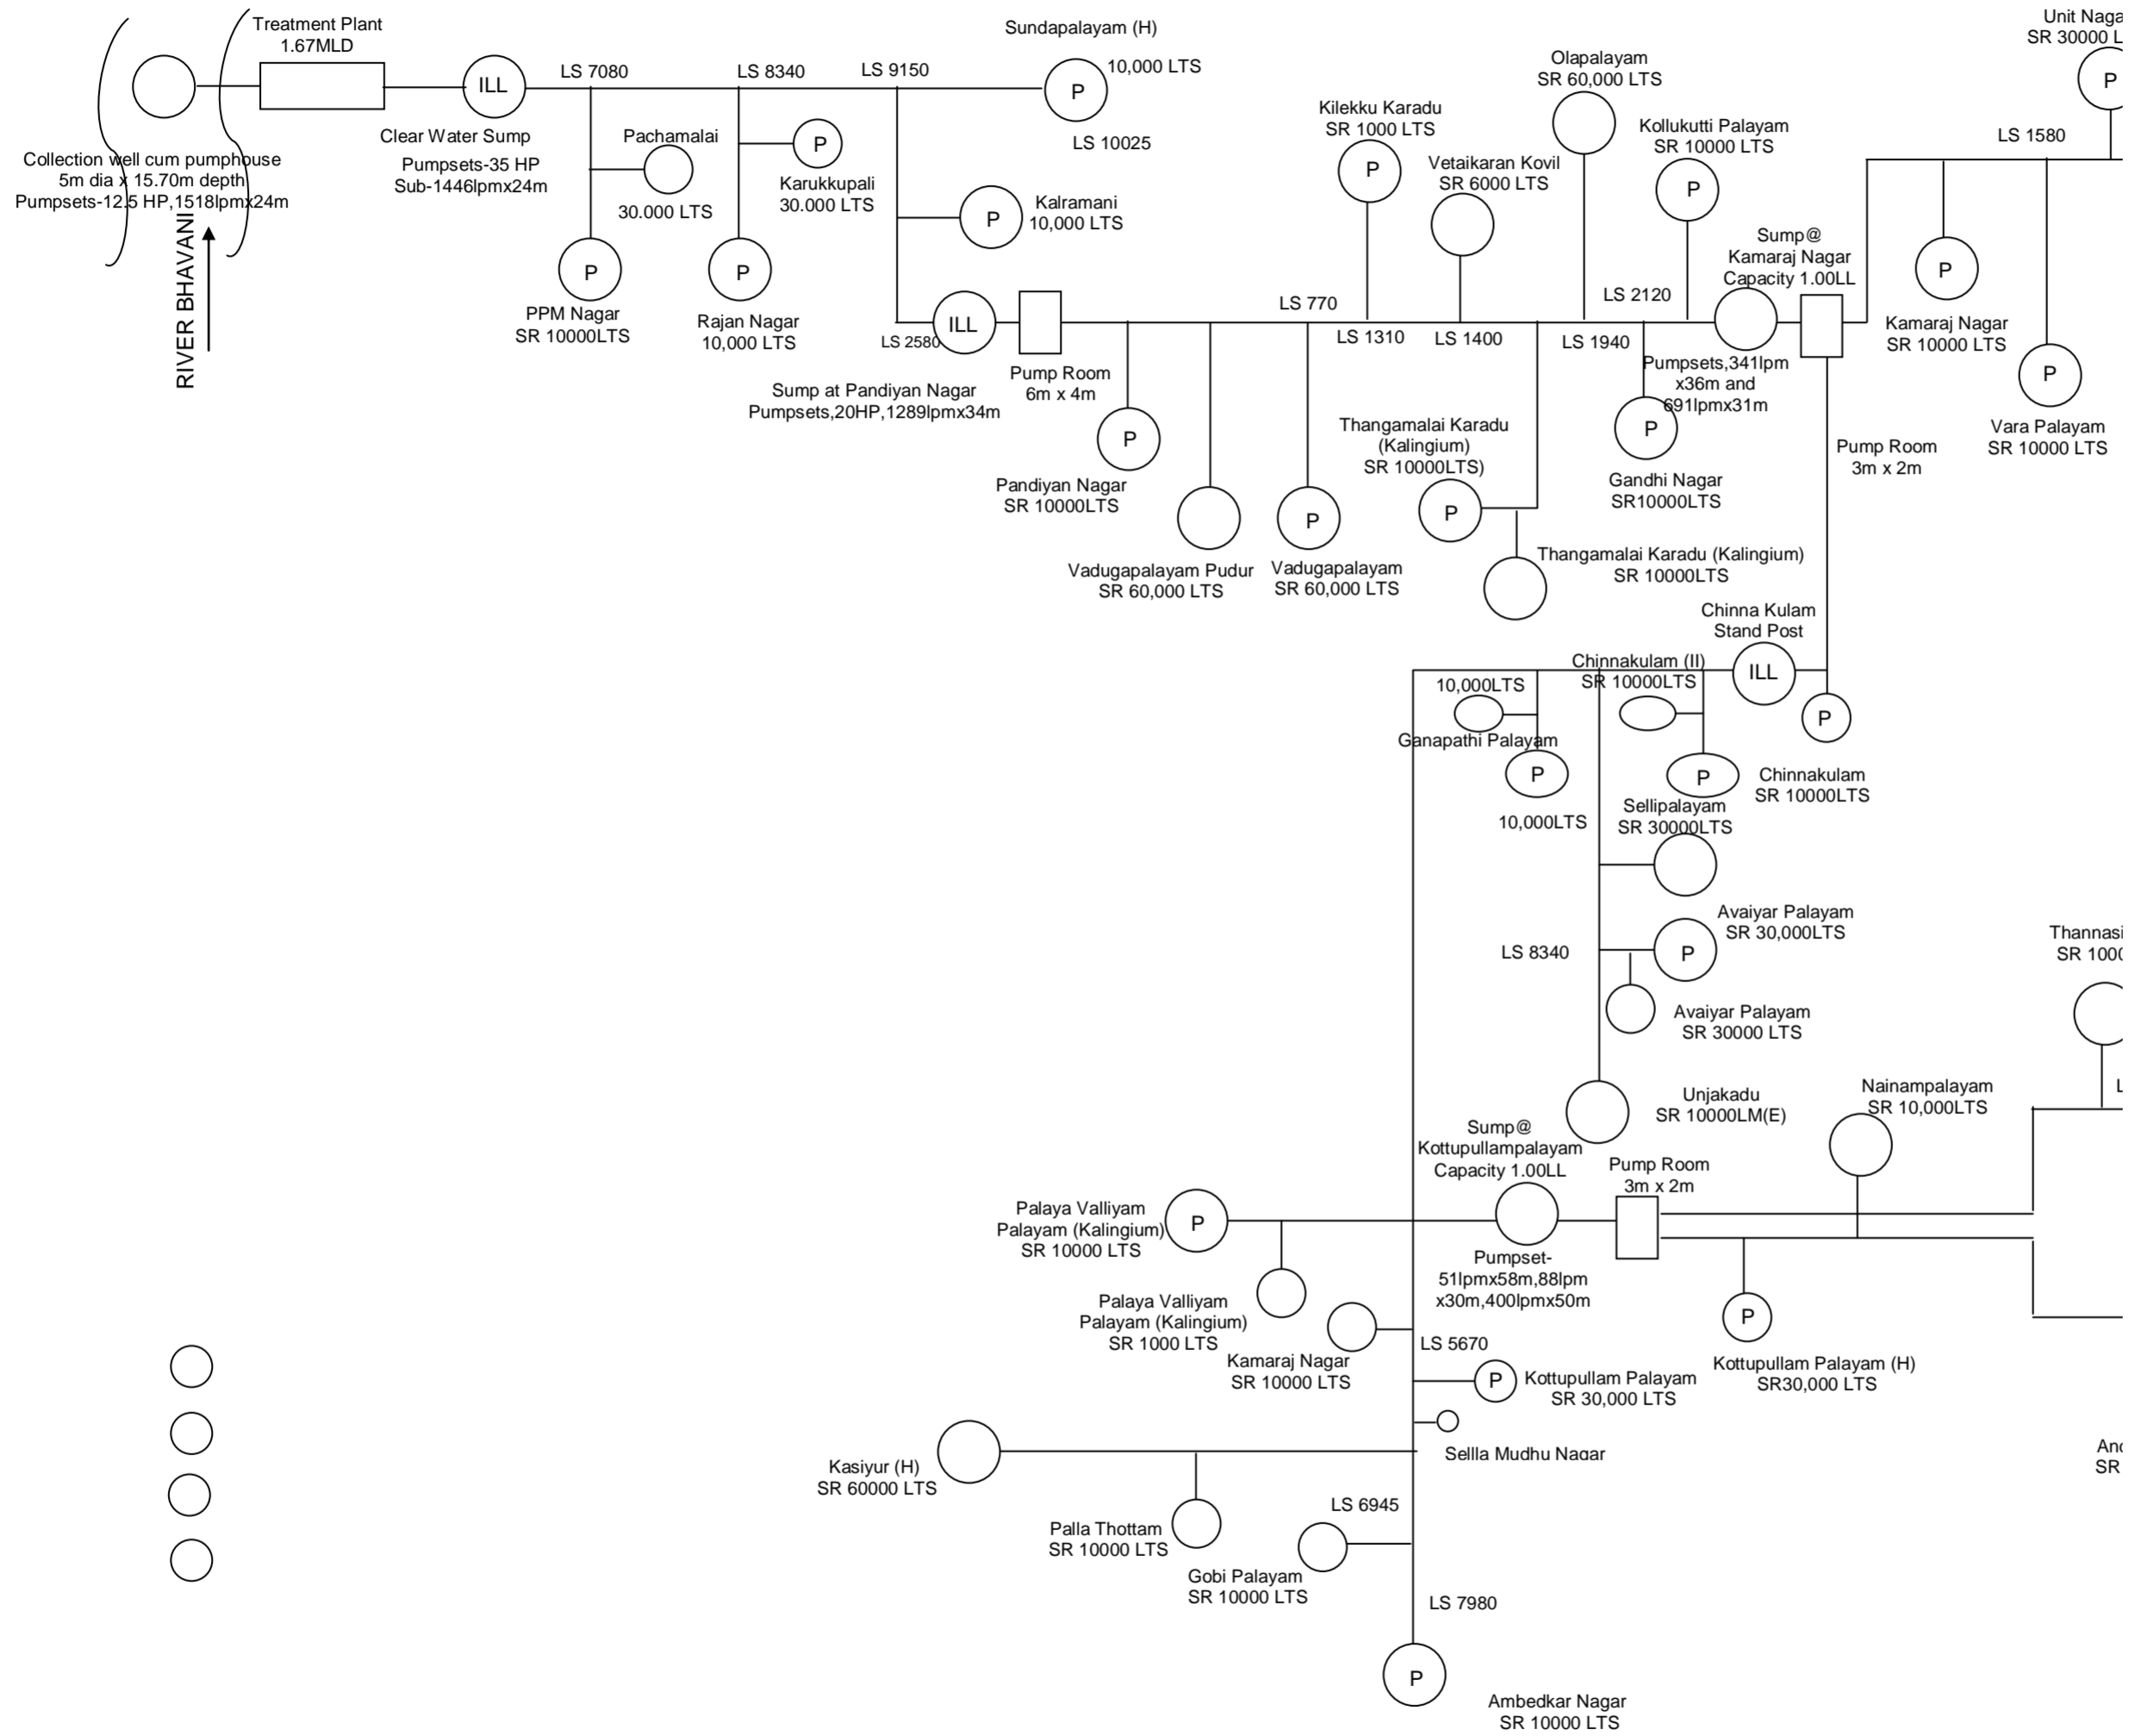 Treatment Plant
1.67MLD
Collection well cum pumphouse
5m dia x 15.70m depth
Pumpsets-12.5 HP,1518lpmx24m
RIVER BHAVANI
ILL
Clear Water Sump
Pumpsets-35 HP
Sub-1446lpmx24m
LS 7080
LS 8340
LS 9150
Sundapalayam (H)
P
10,000 LTS
LS 10025
Pachamalai
30.000 LTS
P
PPM Nagar
SR 10000LTS
P
Karukkupali
30.000 LTS
P
Rajan Nagar
10,000 LTS
P
Kalramani
10,000 LTS
LS 2580
ILL
Sump at Pandiyan Nagar
Pumpsets,20HP,1289lpmx34m
Pump Room
6m x 4m
P
Pandiyan Nagar
SR 10000LTS
Vadugapalayam Pudur
SR 60,000 LTS
LS 770
P
Vadugapalayam
SR 60,000 LTS
Kilekku Karadu
SR 1000 LTS
P
LS 1310
Vetaikaran Kovil
SR 6000 LTS
LS 1400
Olapalayam
SR 60,000 LTS
LS 1940
Thangamalai Karadu
(Kalingium)
SR 10000LTS)
P
Thangamalai Karadu (Kalingium)
SR 10000LTS
LS 2120
Kollukutti Palayam
SR 10000 LTS
P
P
Gandhi Nagar
SR10000LTS
Sump@
Kamaraj Nagar
Capacity 1.00LL
Pumpsets,341lpm
x36m and
691lpmx31m
Pump Room
3m x 2m
Unit Naga
SR 30000 L
P
LS 1580
P
Kamaraj Nagar
SR 10000 LTS
P
Vara Palayam
SR 10000 LTS
Chinna Kulam
Stand Post
ILL
P
Chinnakulam (II)
SR 10000LTS
P
Chinnakulam
SR 10000LTS
10,000LTS
Ganapathi Palayam
P
10,000LTS
Sellipalayam
SR 30000LTS
Avaiyar Palayam
SR 30,000LTS
P
LS 8340
Avaiyar Palayam
SR 30000 LTS
Unjakadu
SR 10000LM(E)
Thannasi
SR 1000
L
Nainampalayam
SR 10,000LTS
Sump@
Kottupullampalayam
Capacity 1.00LL
Pump Room
3m x 2m
Pumpset-
51lpmx58m,88lpm
x30m,400lpmx50m
Palaya Valliyam
Palayam (Kalingium)
SR 10000 LTS
P
Palaya Valliyam
Palayam (Kalingium)
SR 1000 LTS
Kamaraj Nagar
SR 10000 LTS
LS 5670
P
Kottupullam Palayam
SR 30,000 LTS
P
Kottupullam Palayam (H)
SR30,000 LTS
Sellla Mudhu Nagar
Kasiyur (H)
SR 60000 LTS
Palla Thottam
SR 10000 LTS
LS 6945
Gobi Palayam
SR 10000 LTS
LS 7980
P
Ambedkar Nagar
SR 10000 LTS
SR